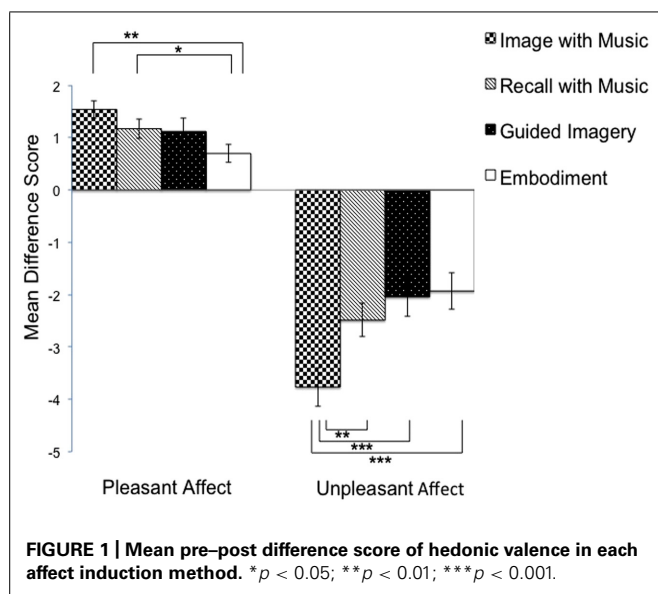 **
*
Image with Music
Recall with Music
Guided Imagery
Embodiment
2
1
0
-1
-2
-3
-4
-5
Mean Difference Score
**
***
***
Pleasant Affect
Unpleasant Affect
FIGURE 1 | Mean pre–post difference score of hedonic valence in each
affect induction method. *p < 0.05; **p < 0.01; ***p < 0.001.